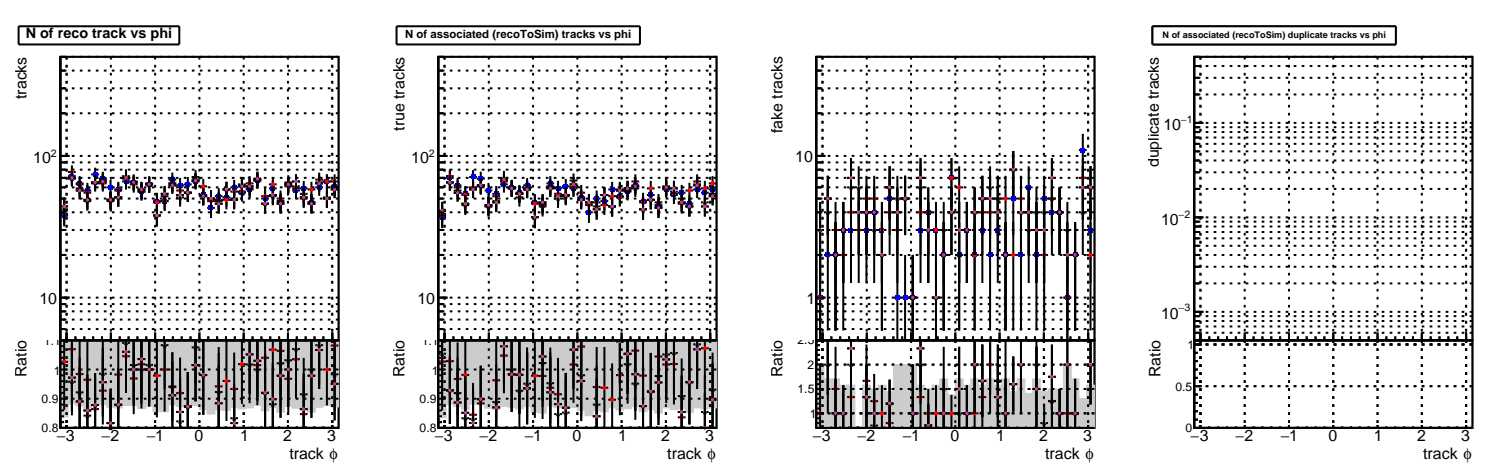 N of reco track vs phi
tracks
10²
10
Ratio
1.1
1
0.9
0.8
−3 −2 −1 0 1 2 3
track ϕ
N of associated (recoToSim) tracks vs phi
true tracks
10²
10
Ratio
1.1
1
0.9
0.8
−3 −2 −1 0 1 2 3
track ϕ
fake tracks
10
1
Ratio
2.5
2
1.5
1
−3 −2 −1 0 1 2 3
track ϕ
N of associated (recoToSim) duplicate tracks vs phi
duplicate tracks
10⁻¹
10⁻²
10⁻³
Ratio
1
0.5
0
−3 −2 −1 0 1 2 3
track ϕ